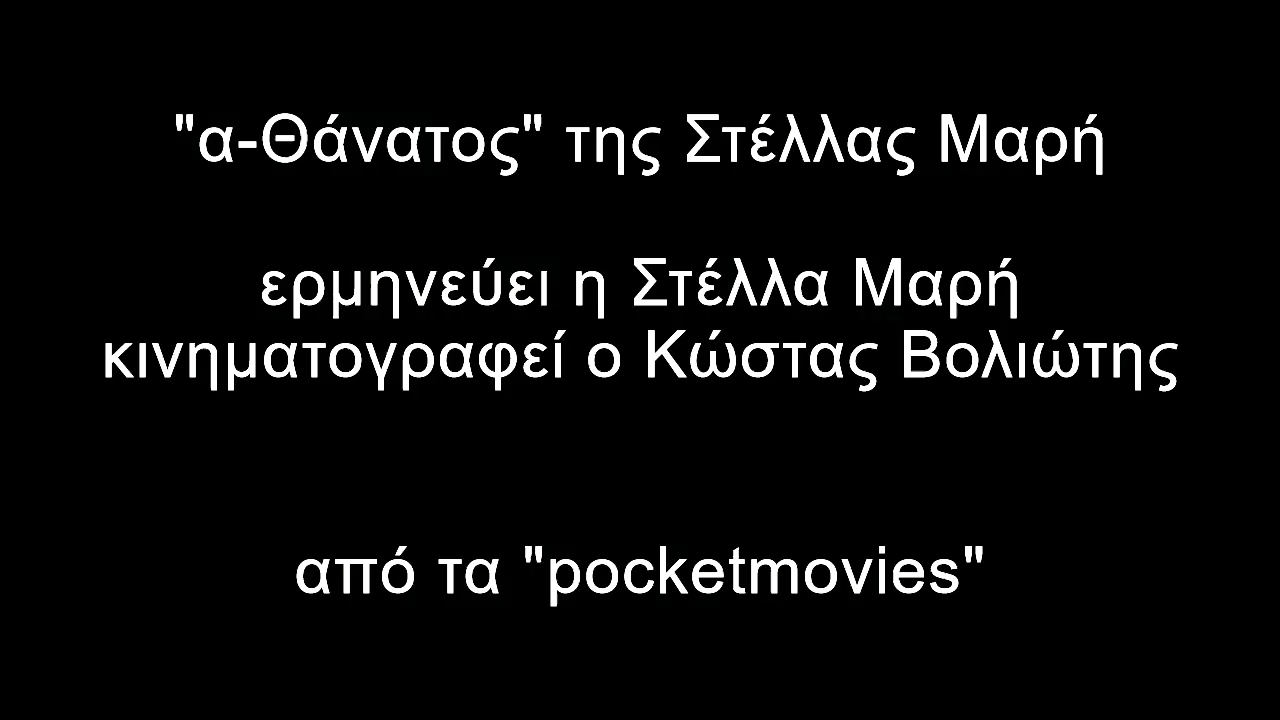 "α-Θάνατος" της Στέλλας Μαρή
ερμηνεύει η Στέλλα Μαρή
κινηματογραφεί ο Κώστας Βολιώτης
από τα "pocketmovies"